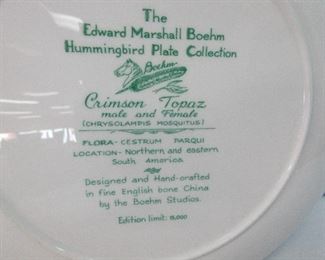 The
Edward Marshall Boehm
Hummingbird Plate Collection
Boehm
Crimson Topaz
male and Female
(CHRYSOLAMPIS MOSQUITUS)
FLORA- CESTRUM PARQUI
LOCATION- Northern and eastern
South America
Designed and Hand-crafted
in fine English bone China
by the Boehm Studios.
Edition limit: 15,000